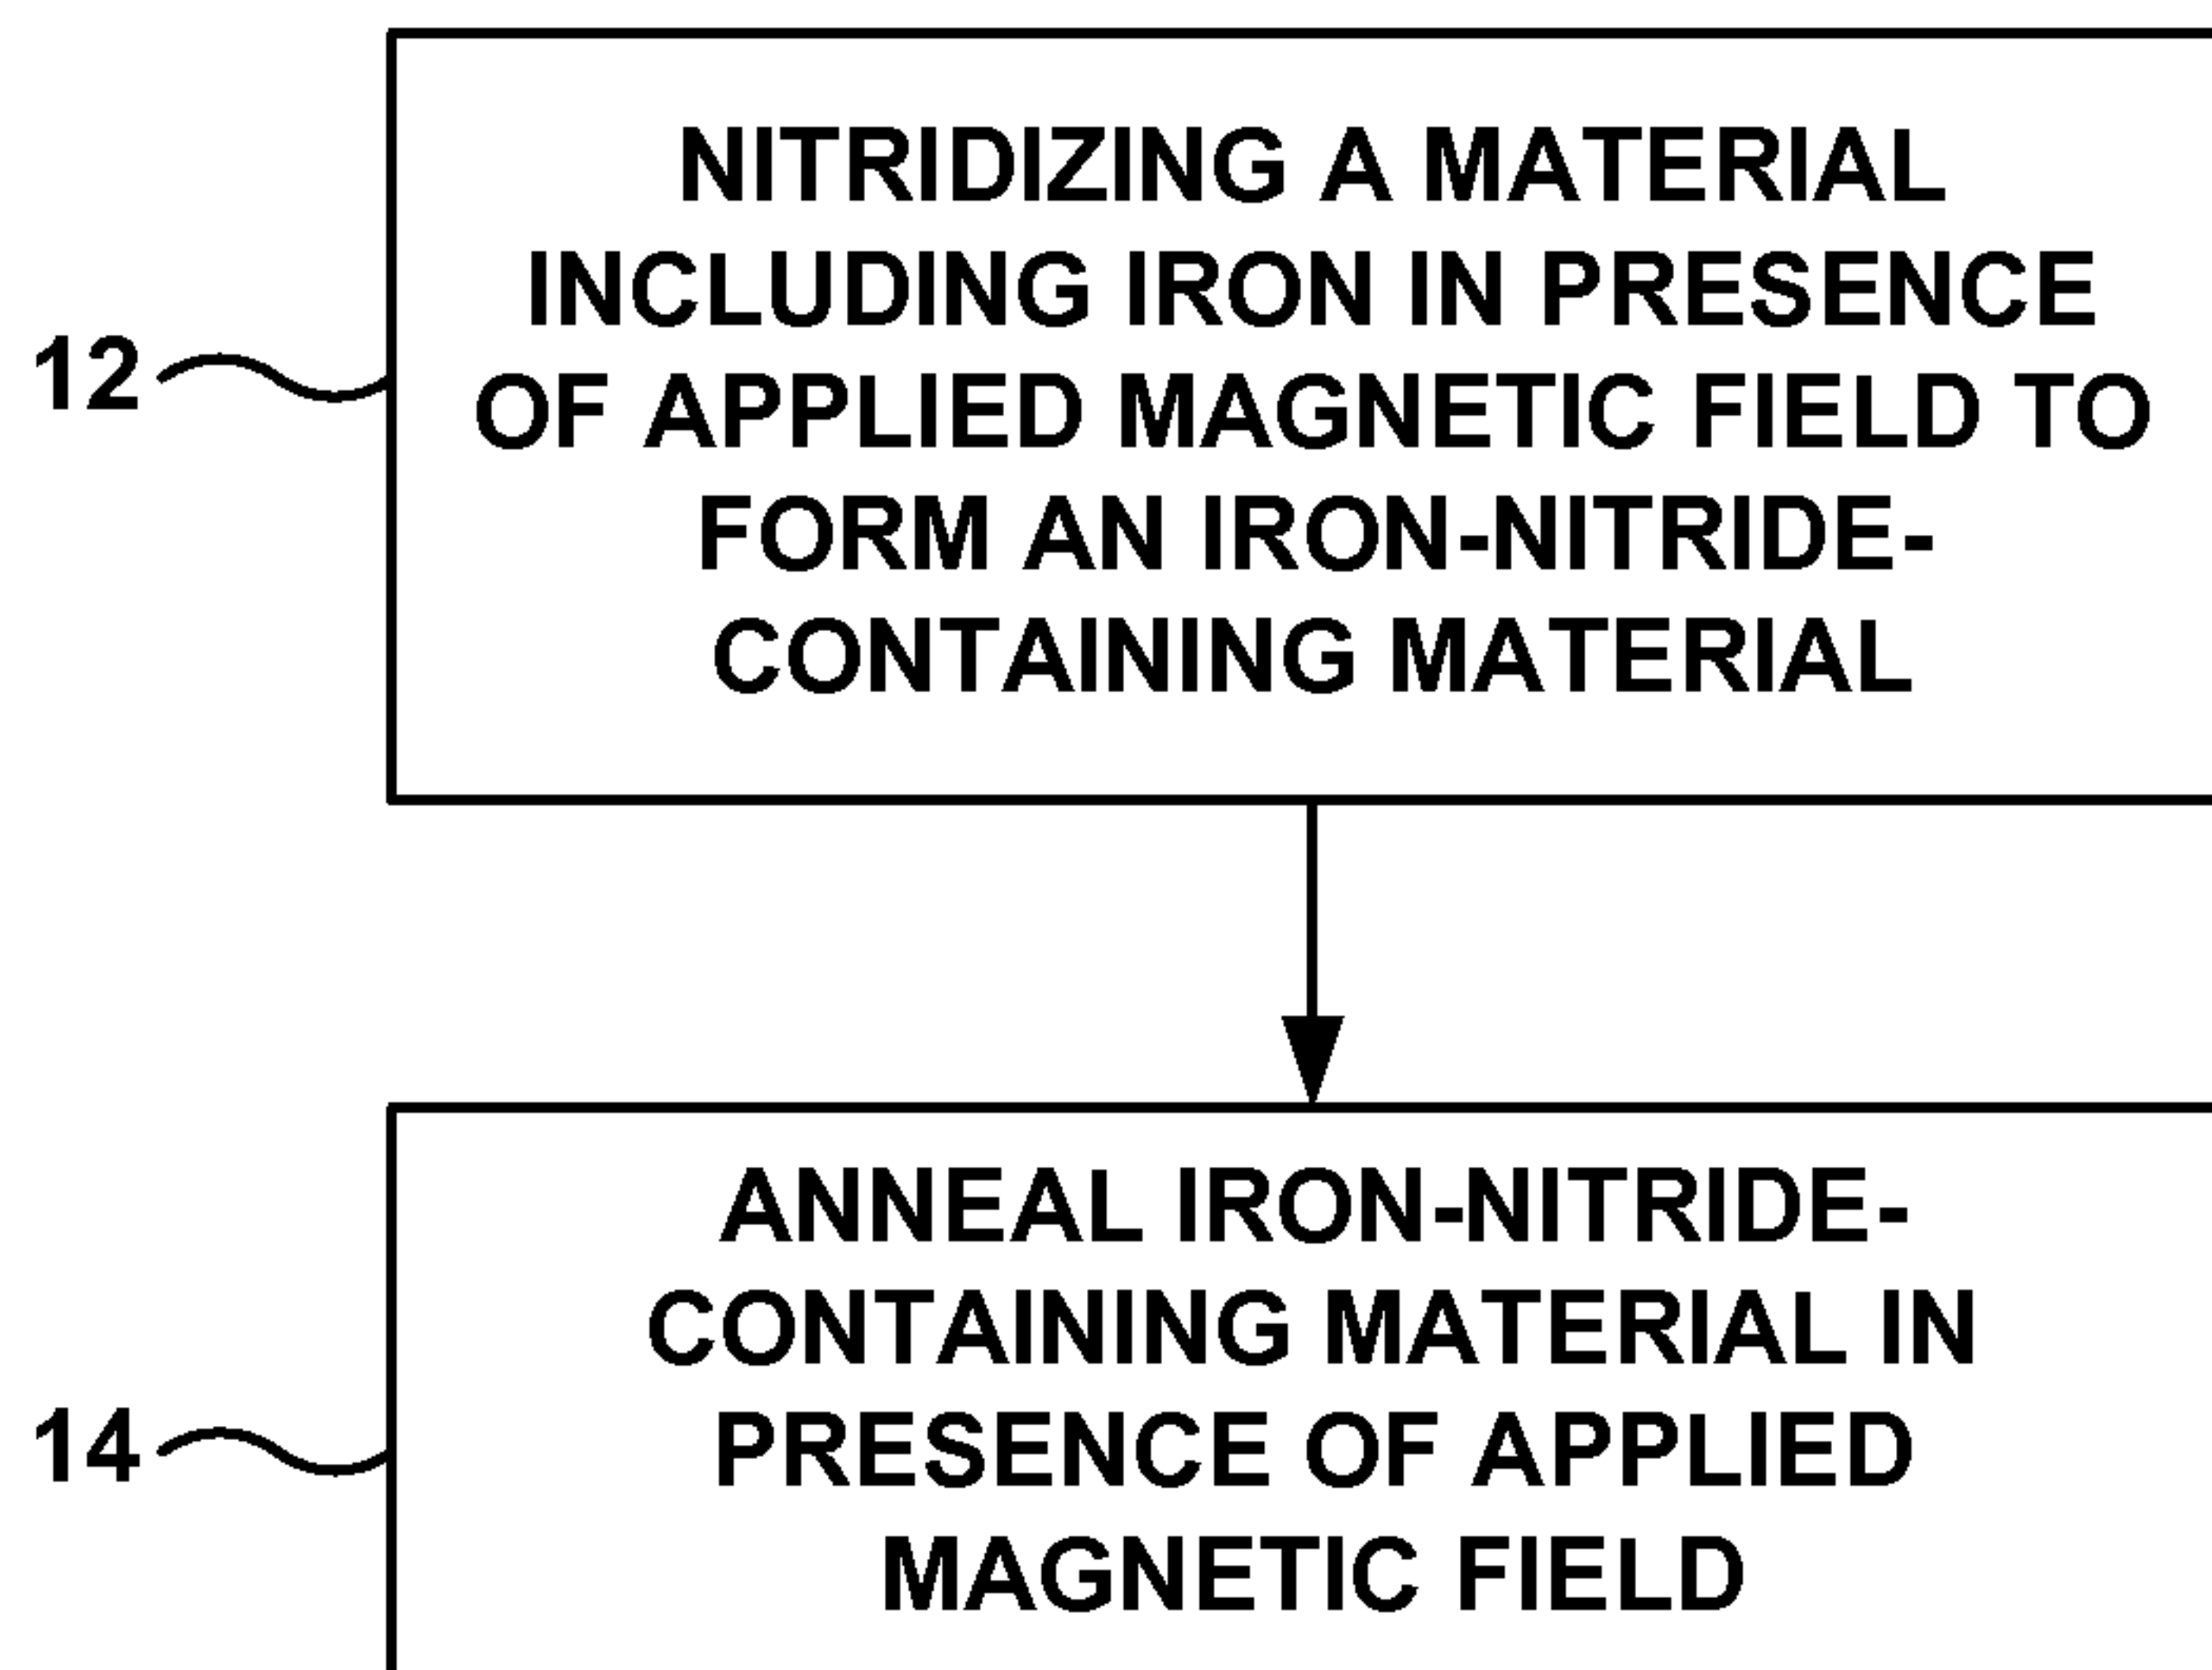 NITRIDIZING A MATERIAL
INCLUDING IRON IN PRESENCE
12
OF APPLIED MAGNETIC FIELD TO
FORM AN IRON-NITRIDE-
CONTAINING MATERIAL
ANNEAL IRON-NITRIDE-
CONTAINING MATERIAL IN
14
PRESENCE OF APPLIED
MAGNETIC FIELD